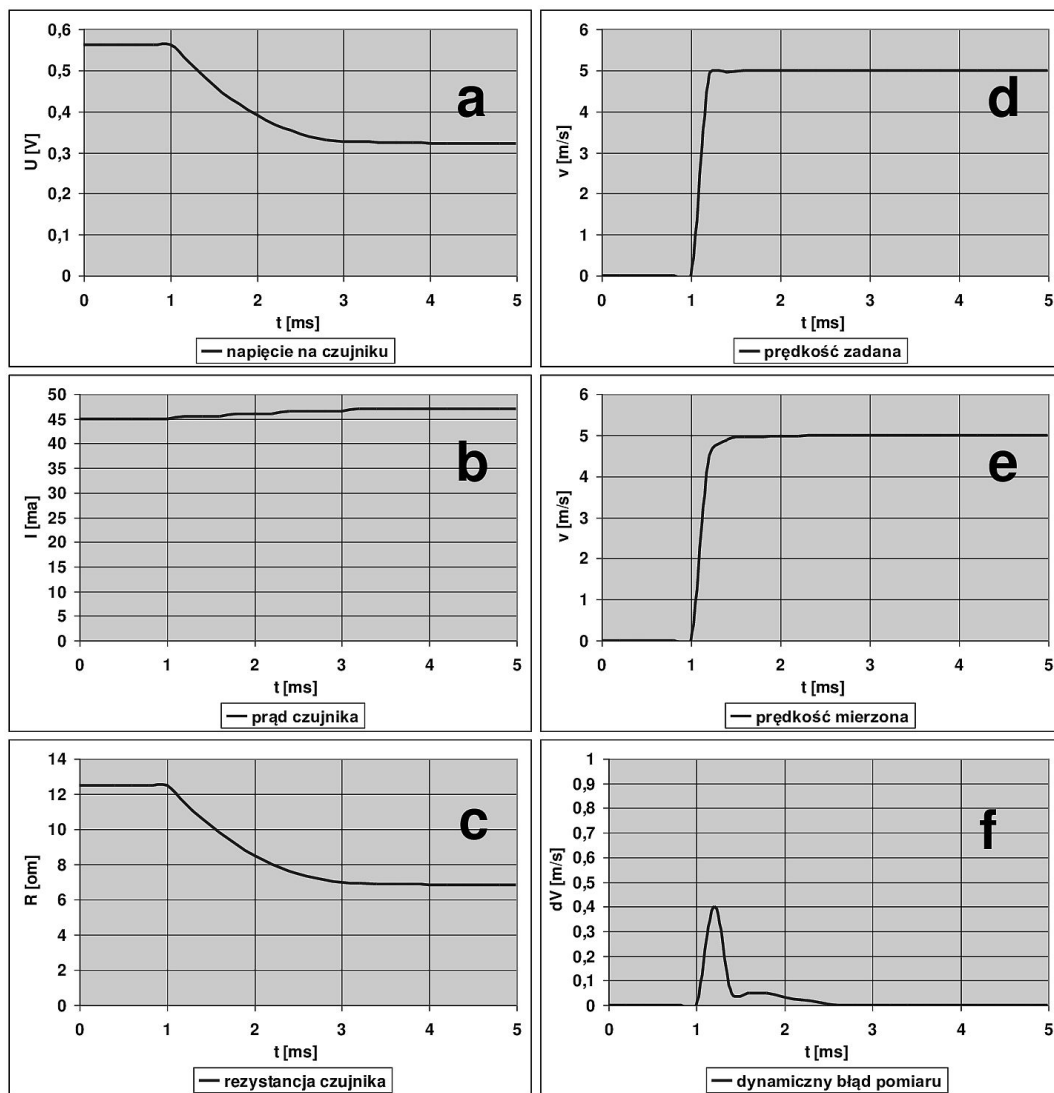 0,6
0,5
0,4
0,3
0,2
0,1
0
U [V]
a
0 1 2 3 4 5
t [ms]
napięcie na czujniku
6
5
4
3
2
1
0
v [m/s]
d
0 1 2 3 4 5
t [ms]
prędkość zadana
50
45
40
35
30
25
20
15
10
5
0
I [ma]
b
0 1 2 3 4 5
t [ms]
prąd czujnika
6
5
4
3
2
1
0
v [m/s]
e
0 1 2 3 4 5
t [ms]
prędkość mierzona
14
12
10
8
6
4
2
0
R [om]
c
0 1 2 3 4 5
t [ms]
rezystancja czujnika
1
0,9
0,8
0,7
0,6
0,5
0,4
0,3
0,2
0,1
0
dV [m/s]
f
0 1 2 3 4 5
t [ms]
dynamiczny błąd pomiaru